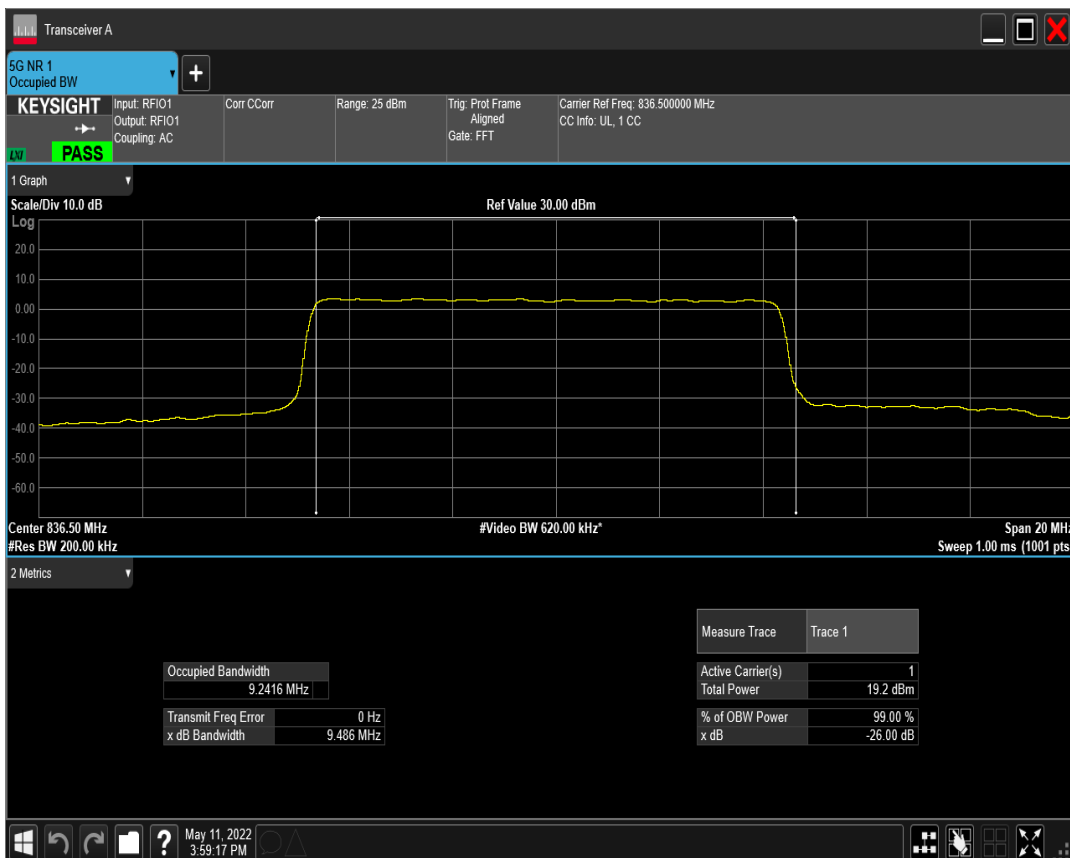 Transceiver A
5G NR 1
Occupied BW
KEYSIGHT
LXI
PASS
Input: RFIO1
Output: RFIO1
Coupling: AC
Corr CCorr
Range: 25 dBm
Trig: Prot Frame
Aligned
Gate: FFT
Carrier Ref Freq: 836.500000 MHz
CC Info: UL, 1 CC
1 Graph
Scale/Div 10.0 dB
Ref Value 30.00 dBm
Log
20.0
10.0
0.00
-10.0
-20.0
-30.0
-40.0
-50.0
-60.0
Center 836.50 MHz
#Video BW 620.00 kHz*
Span 20 MHz
#Res BW 200.00 kHz
Sweep 1.00 ms (1001 pts
2 Metrics
Measure Trace Trace 1
Occupied Bandwidth
9.2416 MHz
Active Carrier(s) 1
Total Power 19.2 dBm
Transmit Freq Error 0 Hz
x dB Bandwidth 9.486 MHz
% of OBW Power 99.00 %
x dB -26.00 dB
?
May 11, 2022
3:59:17 PM